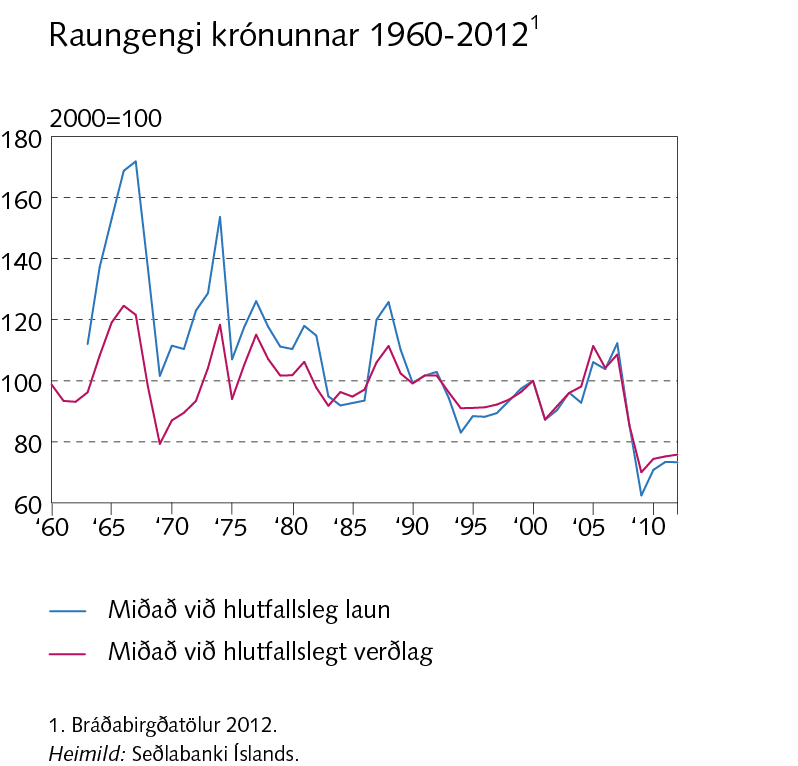 Raungengi krónunnar 1960-2012¹
2000=100
180
160
140
120
100
80
60
‘60 ‘65 ‘70 ‘75 ‘80 ‘85 ‘90 ‘95 ‘00 ‘05 ‘10
Miðað við hlutfallsleg laun
Miðað við hlutfallslegt verðlag
1. Bráðabirgðatölur 2012.
Heimild: Seðlabanki Íslands.